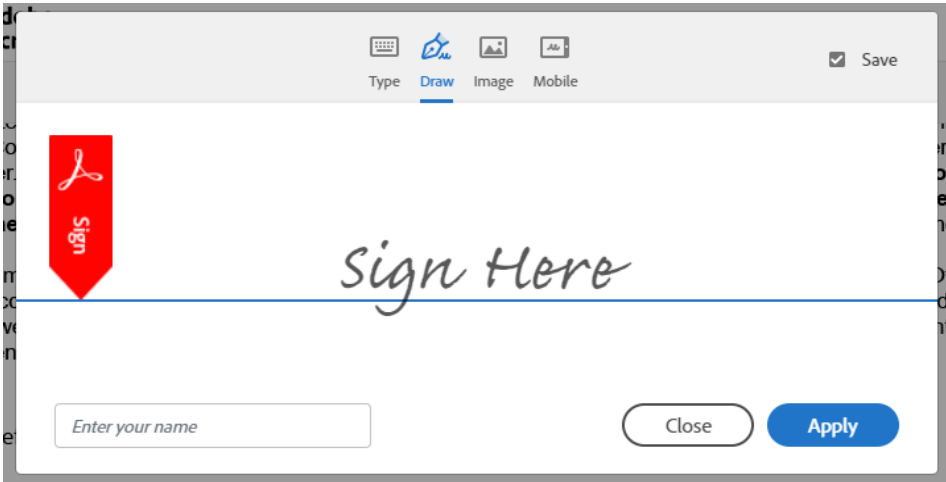 Type Draw Image Mobile
Save
Sign
Sign Here
Enter your name
Close Apply